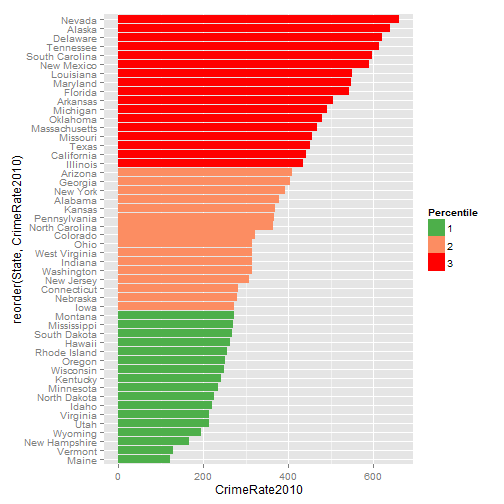 reorder(State, CrimeRate2010)
Nevada
Alaska
Delaware
Tennessee
South Carolina
New Mexico
Louisiana
Maryland
Florida
Arkansas
Michigan
Oklahoma
Massachusetts
Missouri
Texas
California
Illinois
Arizona
Georgia
New York
Alabama
Kansas
Pennsylvania
North Carolina
Colorado
Ohio
West Virginia
Indiana
Washington
New Jersey
Connecticut
Nebraska
Iowa
Montana
Mississippi
South Dakota
Hawaii
Rhode Island
Oregon
Wisconsin
Kentucky
Minnesota
North Dakota
Idaho
Virginia
Utah
Wyoming
New Hampshire
Vermont
Maine
0 200 400 600
CrimeRate2010
Percentile
1
2
3